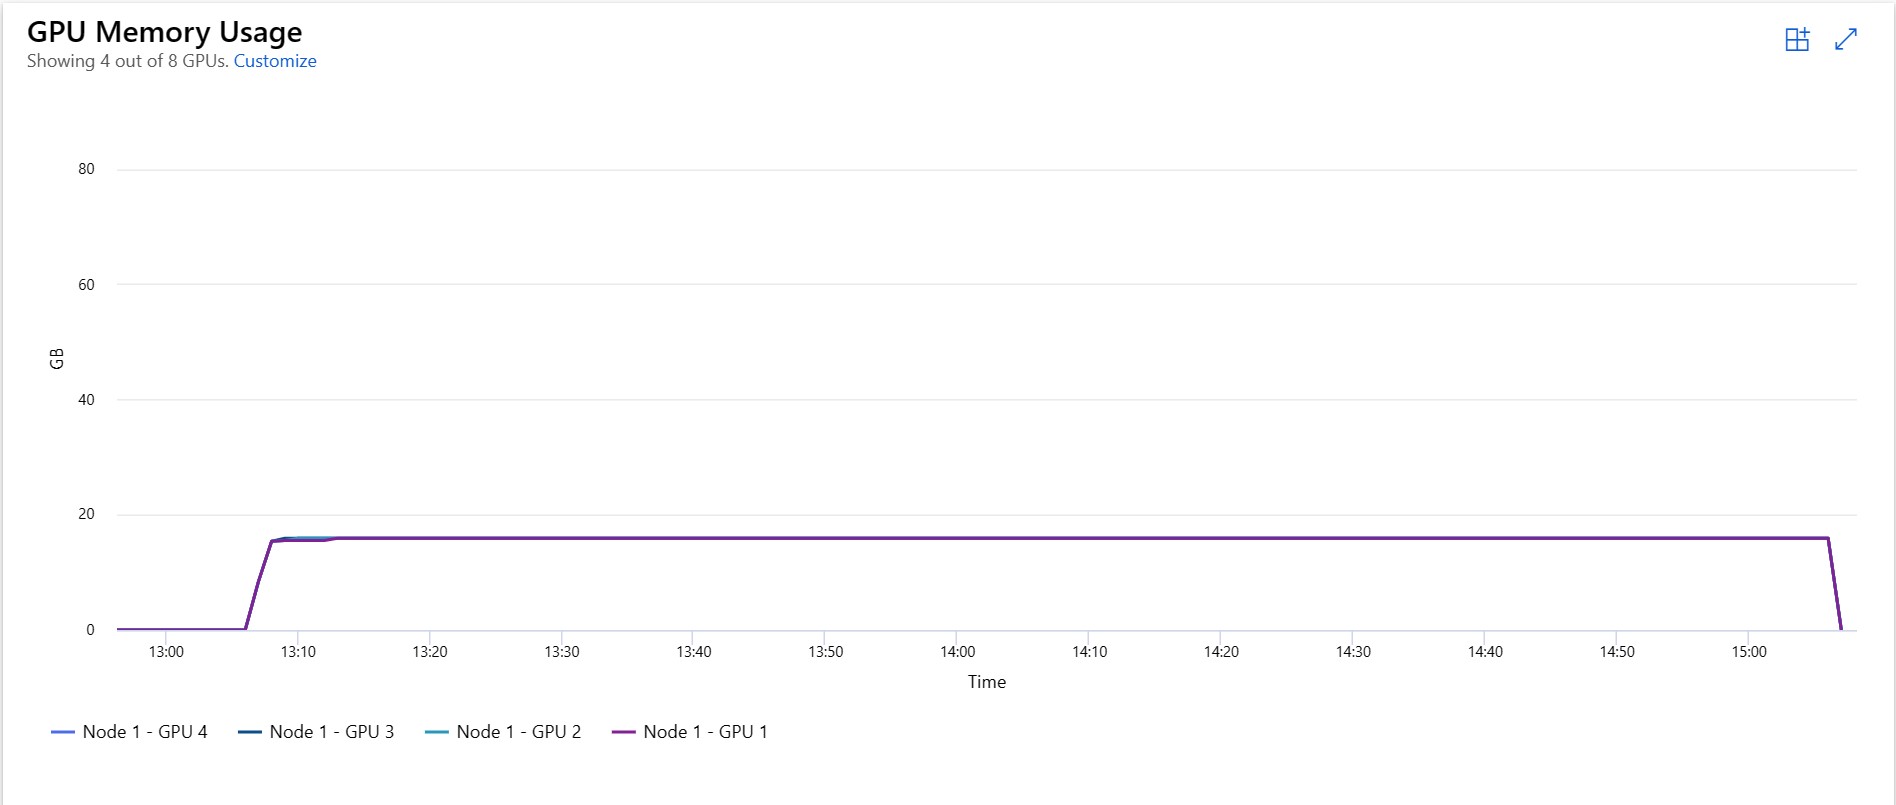 GPU Memory Usage
Showing 4 out of 8 GPUs. Customize
80
60
GB
40
20
0
13:00 13:10 13:20 13:30 13:40 13:50 14:00 14:10 14:20 14:30 14:40 14:50 15:00
Time
Node 1 - GPU 4 Node 1 - GPU 3 Node 1 - GPU 2 Node 1 - GPU 1